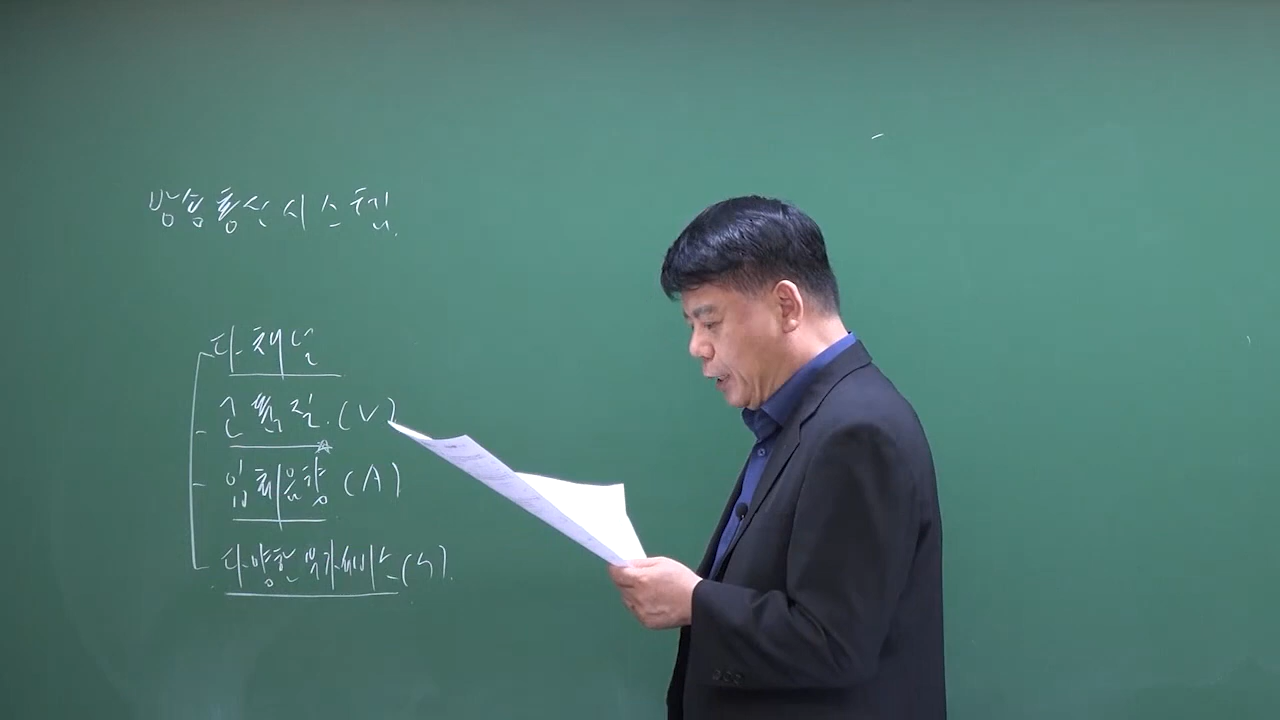 방송통신시스템.
다채널
고품질. (V)
입체음향 (A)
다양한 부가서비스